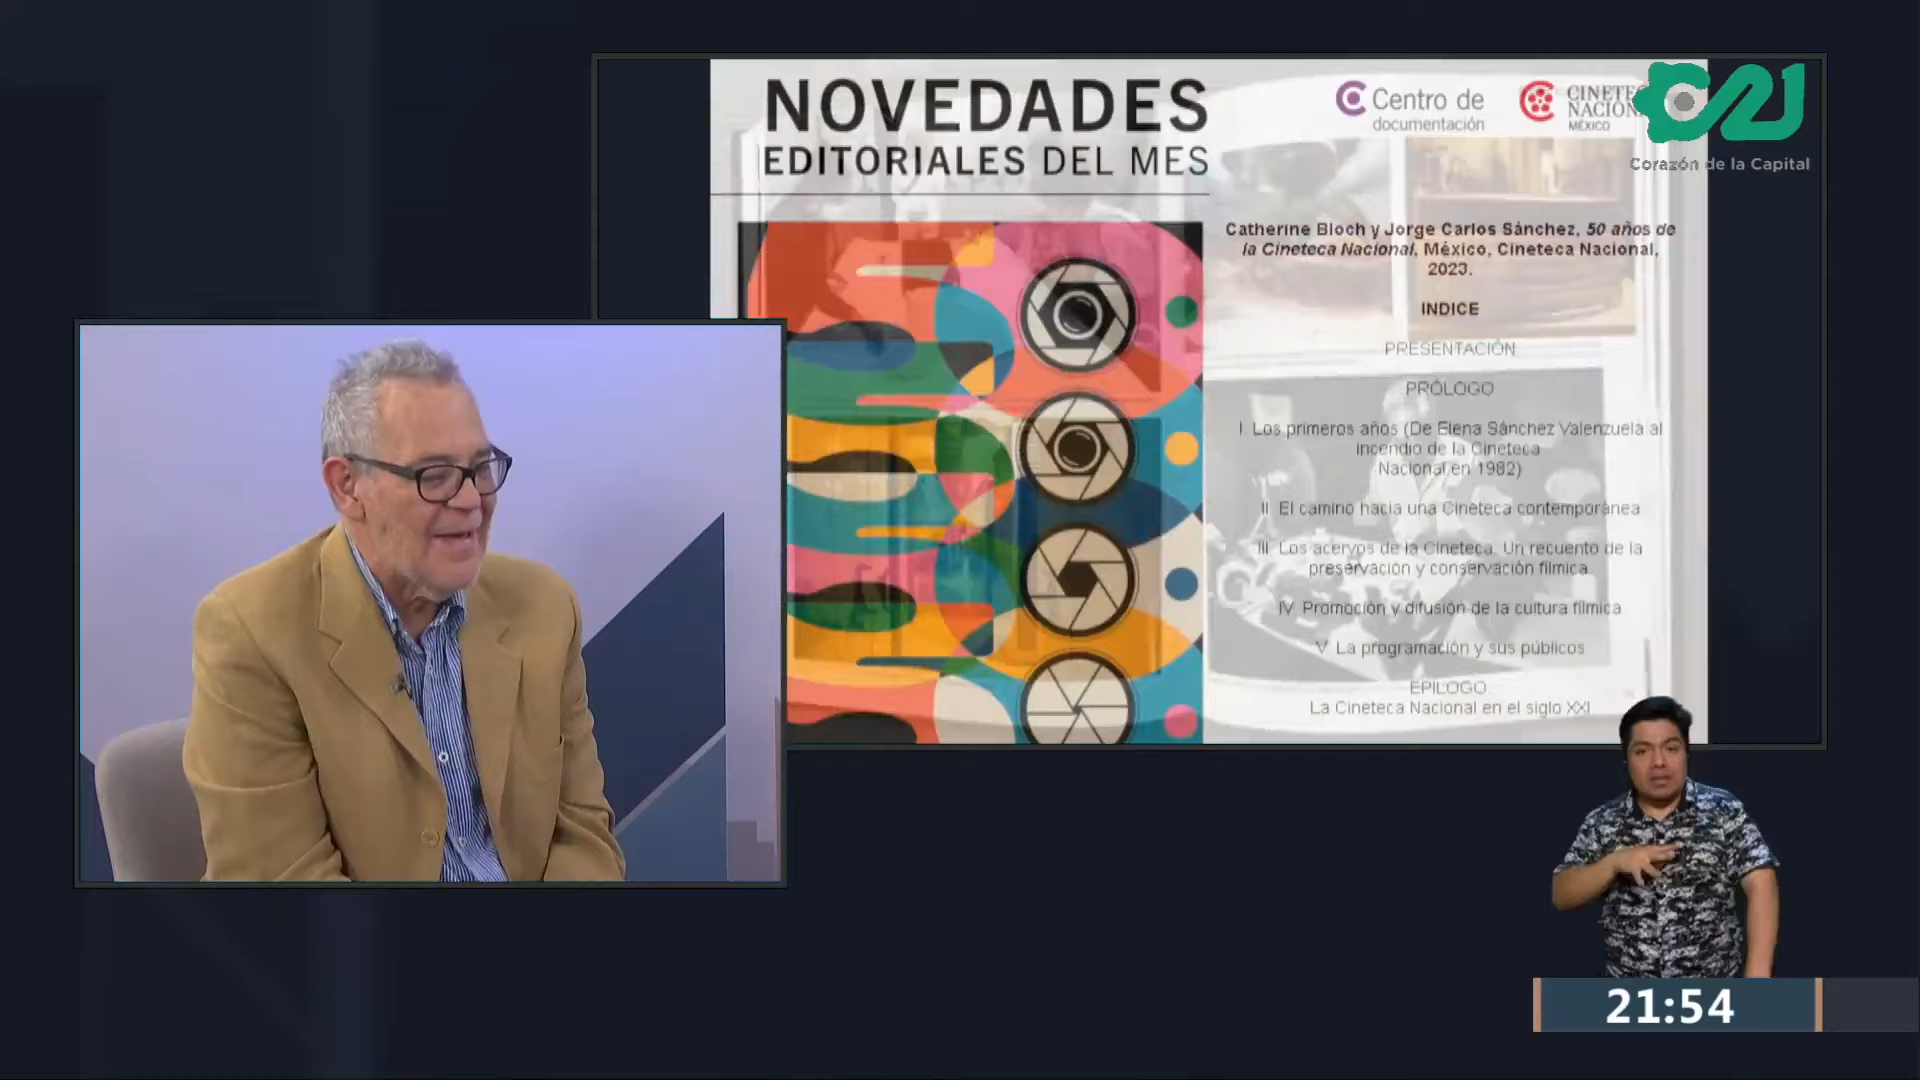 NOVEDADES
EDITORIALES DEL MES
Centro de
documentación
CINETEC
NACION
MÉXICO
Corazón de la Capital
Catherine Bloch y Jorge Carlos Sánchez, 50 años de
la Cineteca Nacional, México, Cineteca Nacional,
2023.
INDICE
PRESENTACIÓN
PRÓLOGO
I Los primeros años (De Elena Sánchez Valenzuela al
incendio de la Cineteca
Nacional en 1982)
II El camino hacia una Cineteca contemporánea
III Los acervos de la Cineteca. Un recuento de la
preservación y conservación fílmica
IV Promoción y difusión de la cultura fílmica
V La programación y sus públicos
EPÍLOGO
La Cineteca Nacional en el siglo XXI
21:54